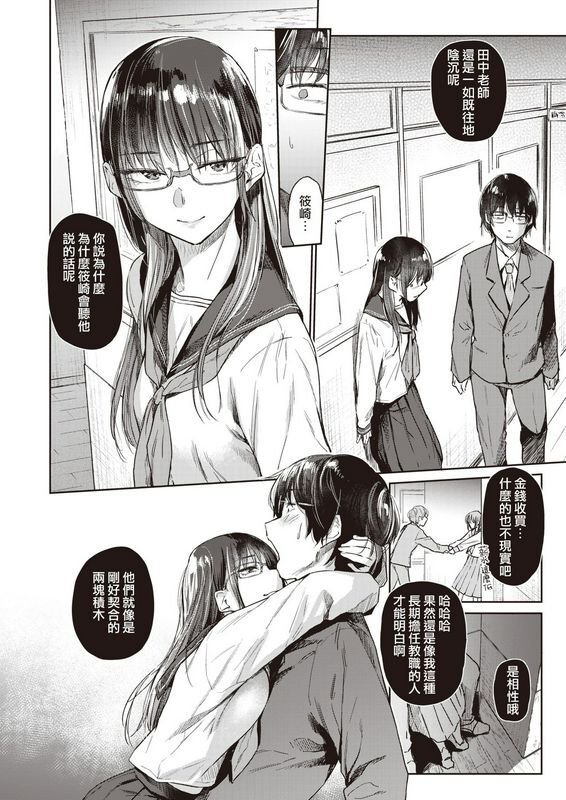 田中老師
還是一如既往地
陰沉呢
筱崎…
你説為什麼
為什麼筱崎會聽他
説的話呢
金錢收買…
什麼的也不現實吧
是相性哦
哈哈哈
果然還是像我這種
長期擔任教職的人
才能明白啊
他們就像是
剛好契合的
兩塊積木